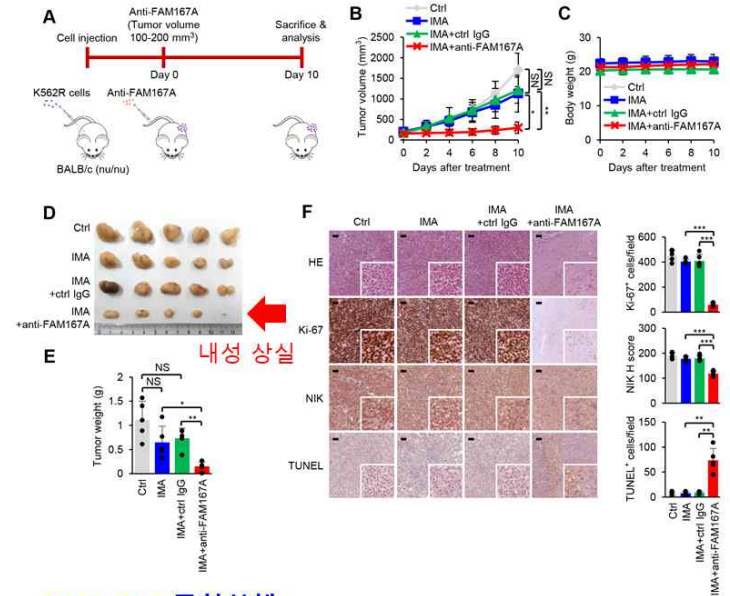 A
Anti-FAM167A
(Tumor volume
100-200 mm³)
Cell injection
Sacrifice &
analysis
Day 0
Day 10
K562R cells
Anti-FAM167A
BALB/c (nu/nu)
B
Ctrl
IMA
IMA+ctrl IgG
IMA+anti-FAM167A
Tumor volume (mm³)
2500
2000
1500
1000
500
0
0 2 4 6 8 10
Days after treatment
NS
NS
*
**
C
Body weight (g)
30
20
10
0
Ctrl
IMA
IMA+ctrl IgG
IMA+anti-FAM167A
0 2 4 6 8 10
Days after treatment
D
Ctrl
IMA
IMA
+ctrl IgG
IMA
+anti-FAM167A
내성 상실
E
Tumor weight (g)
2
1.5
1
0.5
0
NS
NS
*
**
Ctrl
IMA
IMA+ctrl IgG
IMA+anti-FAM167A
F
Ctrl
IMA
IMA
+ctrl IgG
IMA
+anti-FAM167A
HE
Ki-67
NIK
TUNEL
Ki-67⁺ cells/field
600
400
200
0
***
***
NIK H score
300
200
100
0
***
***
TUNEL⁺ cells/field
150
100
50
0
**
**
Ctrl
IMA
IMA+ctrl IgG
IMA+anti-FAM167A